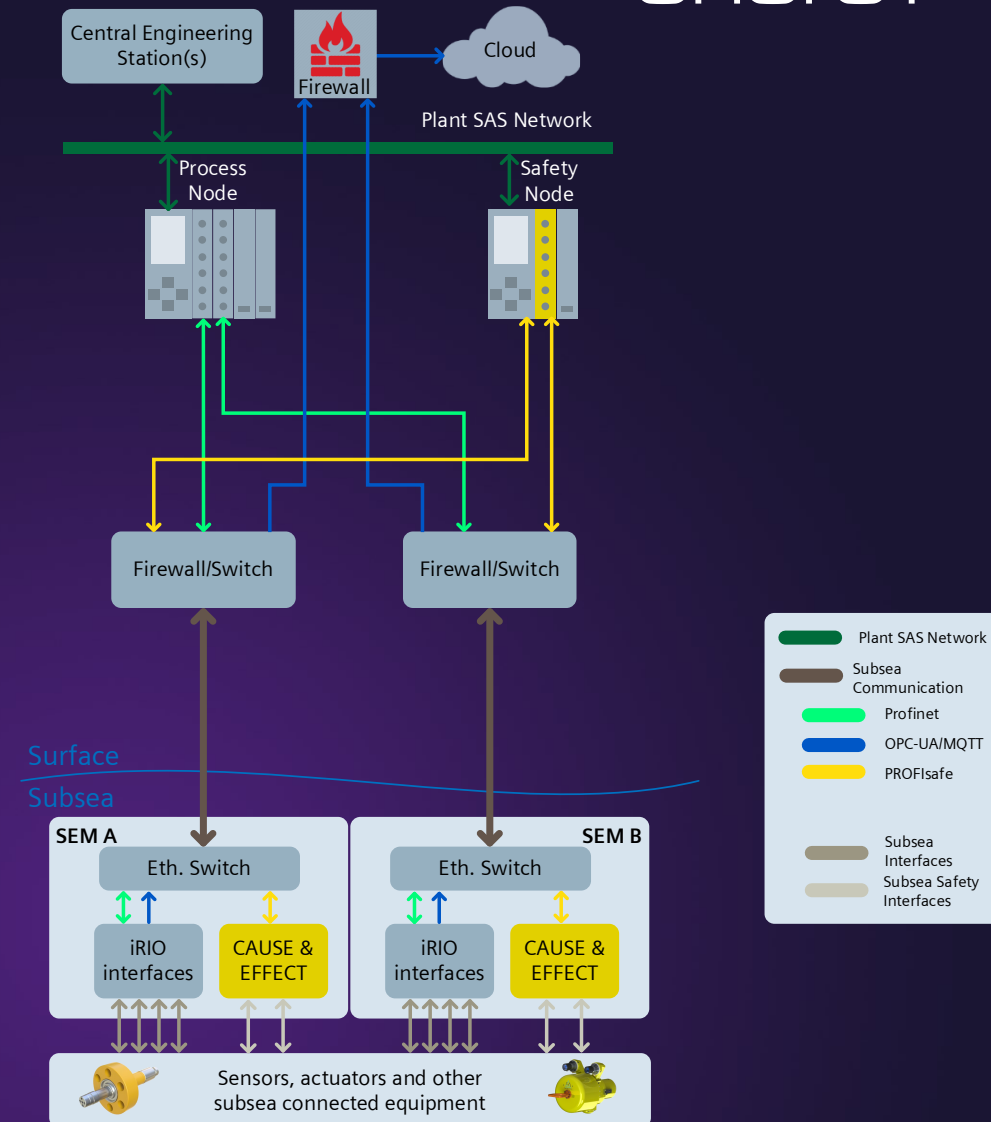 Central Engineering
Station(s)
Firewall
Cloud
Plant SAS Network
Process
Node
Safety
Node
Firewall/Switch
Firewall/Switch
Surface
Subsea
SEM A
Eth. Switch
iRIO
interfaces
CAUSE &
EFFECT
SEM B
Eth. Switch
iRIO
interfaces
CAUSE &
EFFECT
Sensors, actuators and other
subsea connected equipment
Plant SAS Network
Subsea
Communication
Profinet
OPC-UA/MQTT
PROFIsafe
Subsea
Interfaces
Subsea Safety
Interfaces